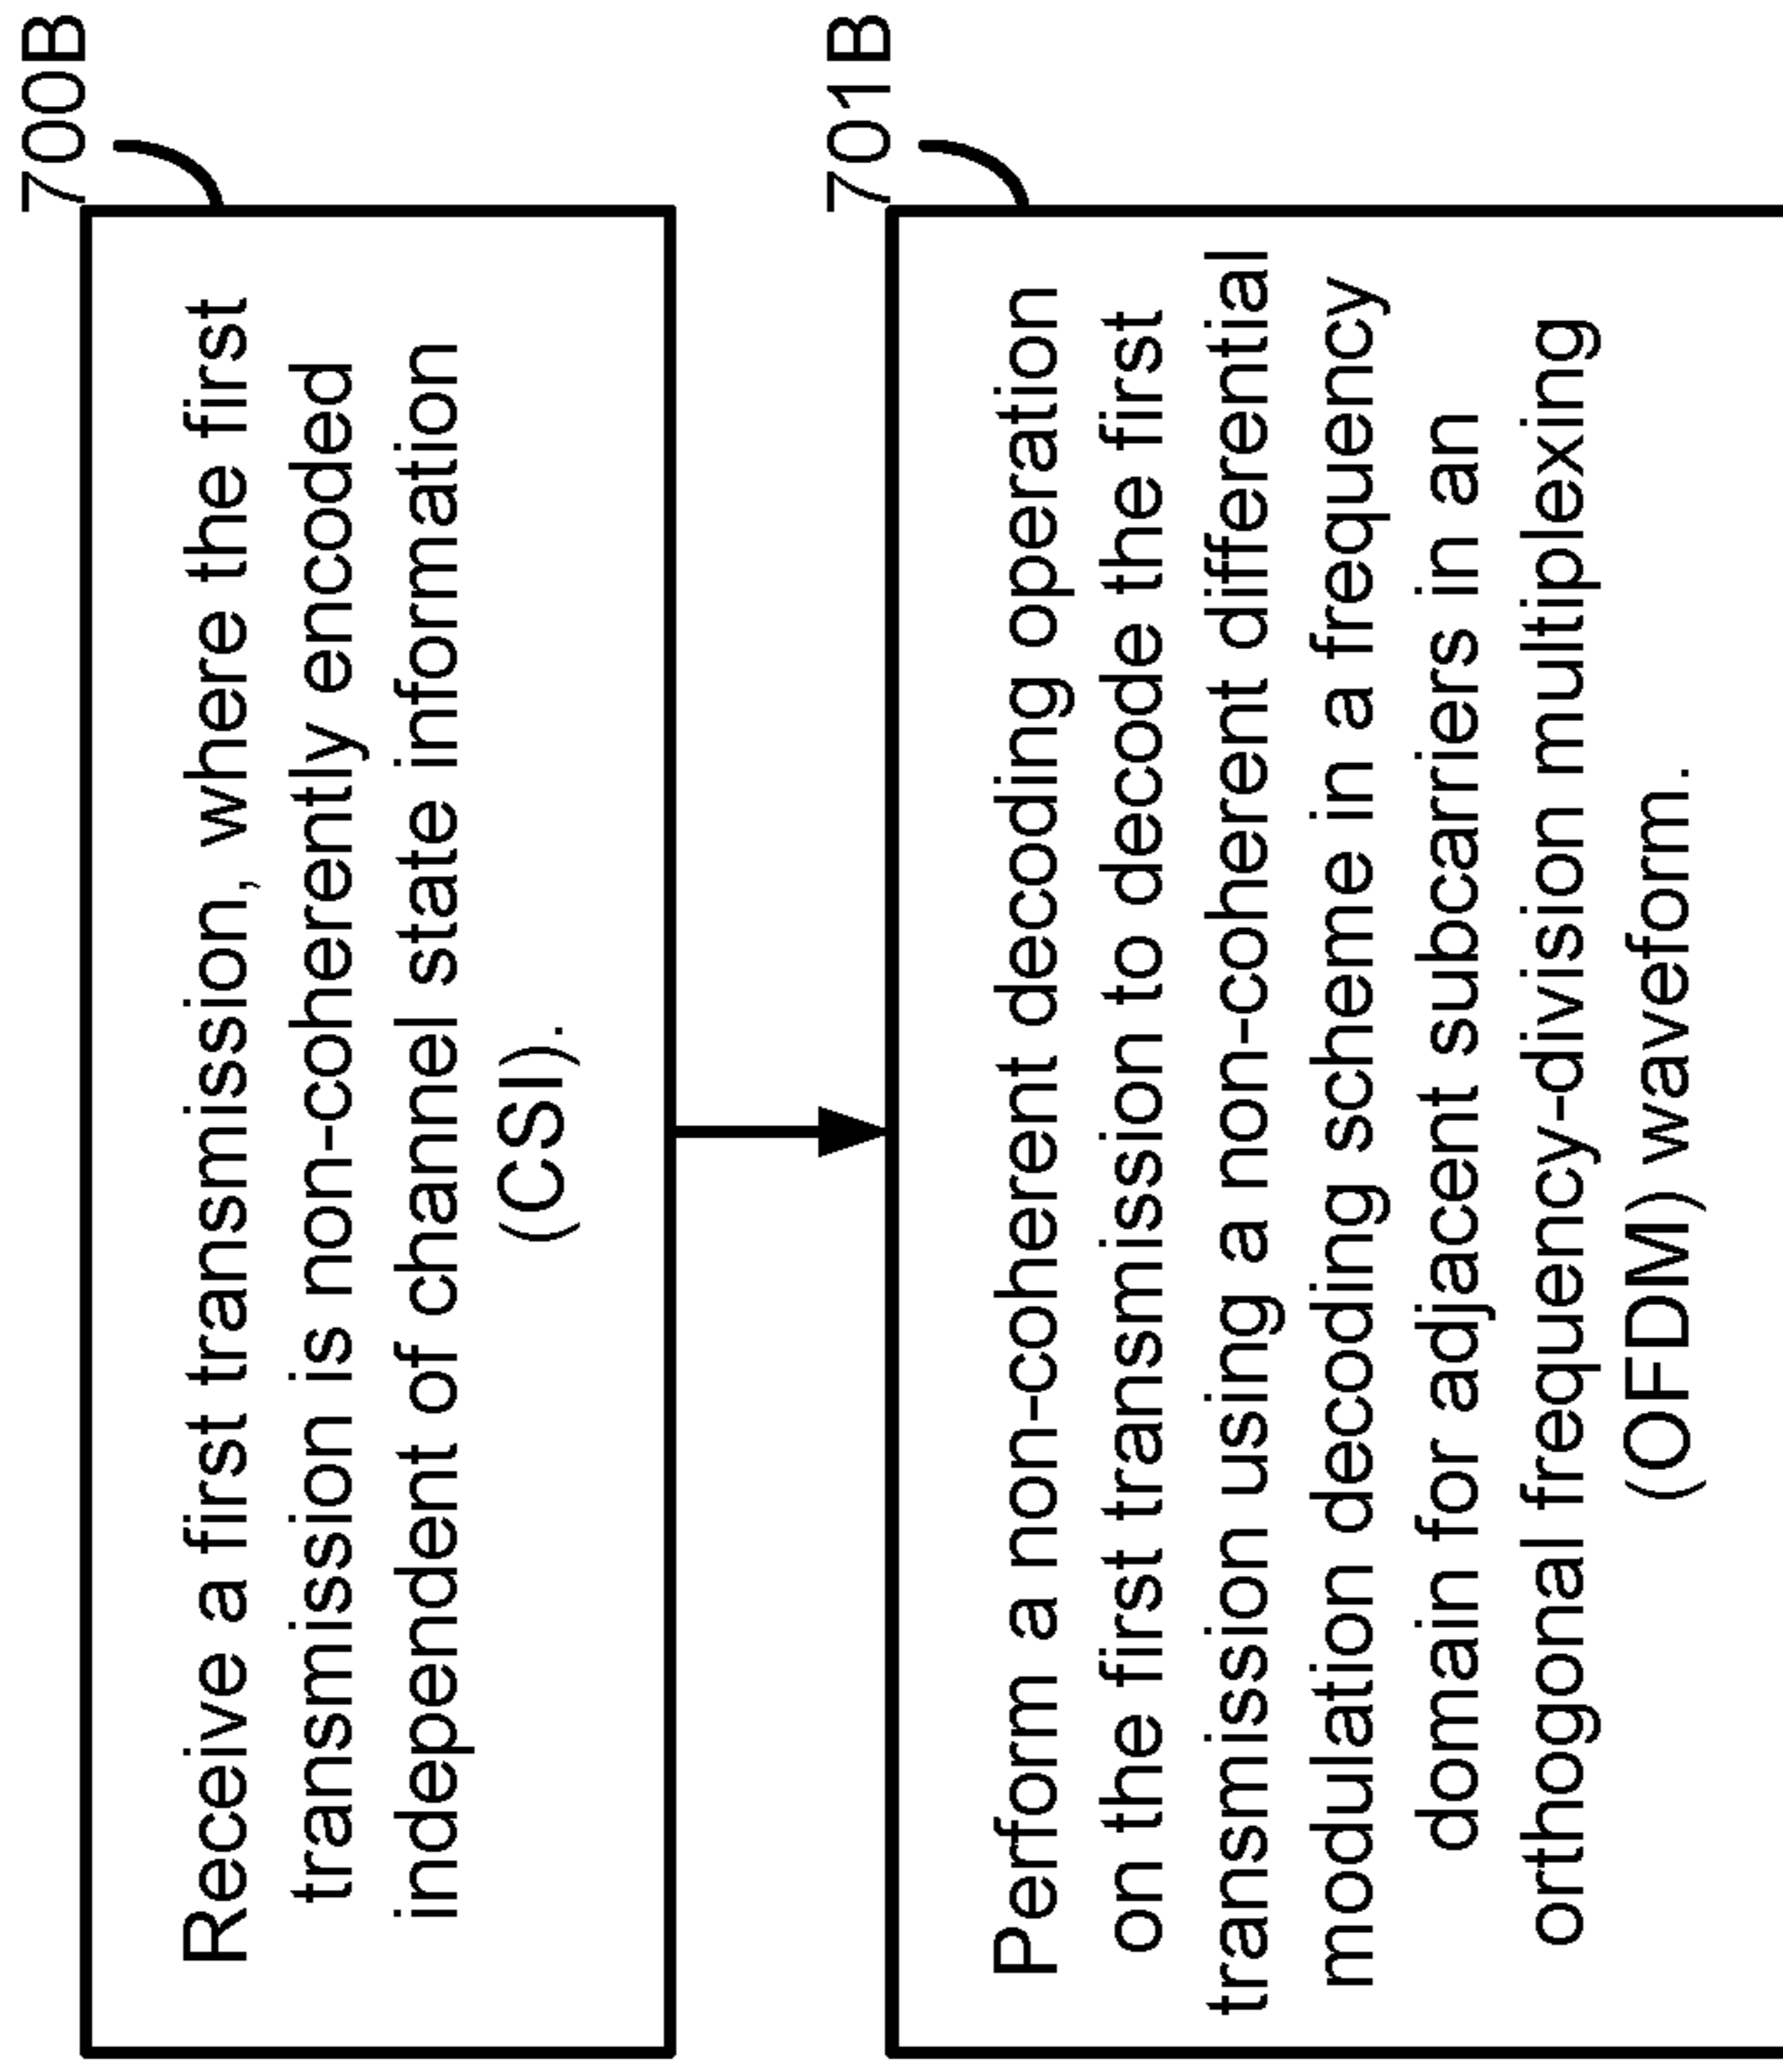 700B
Receive a first transmission, where the first
transmission is non-coherently encoded
independent of channel state information
(CSI).
701B
Perform a non-coherent decoding operation
on the first transmission to decode the first
transmission using a non-coherent differential
modulation decoding scheme in a frequency
domain for adjacent subcarriers in an
orthogonal frequency-division multiplexing
(OFDM) waveform.